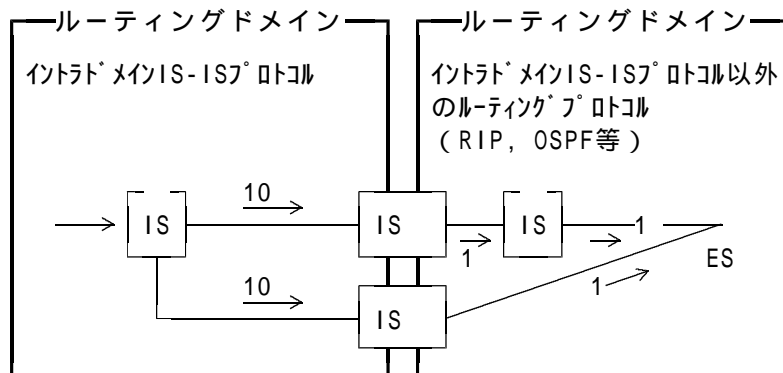 ルーティングドメイン
ルーティングドメイン
イントラドメインIS-ISプロトコル
イントラドメインIS-ISプロトコル以外
のルーティングプロトコル
(RIP, OSPF等)
10
IS
IS
IS
1
1
ES
10
1
IS